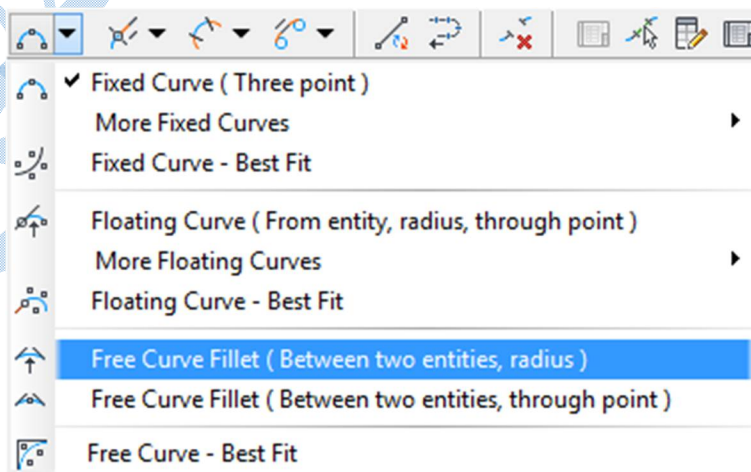 Fixed Curve ( Three point )
More Fixed Curves
Fixed Curve - Best Fit
Floating Curve ( From entity, radius, through point )
More Floating Curves
Floating Curve - Best Fit
Free Curve Fillet ( Between two entities, radius )
Free Curve Fillet ( Between two entities, through point )
Free Curve - Best Fit